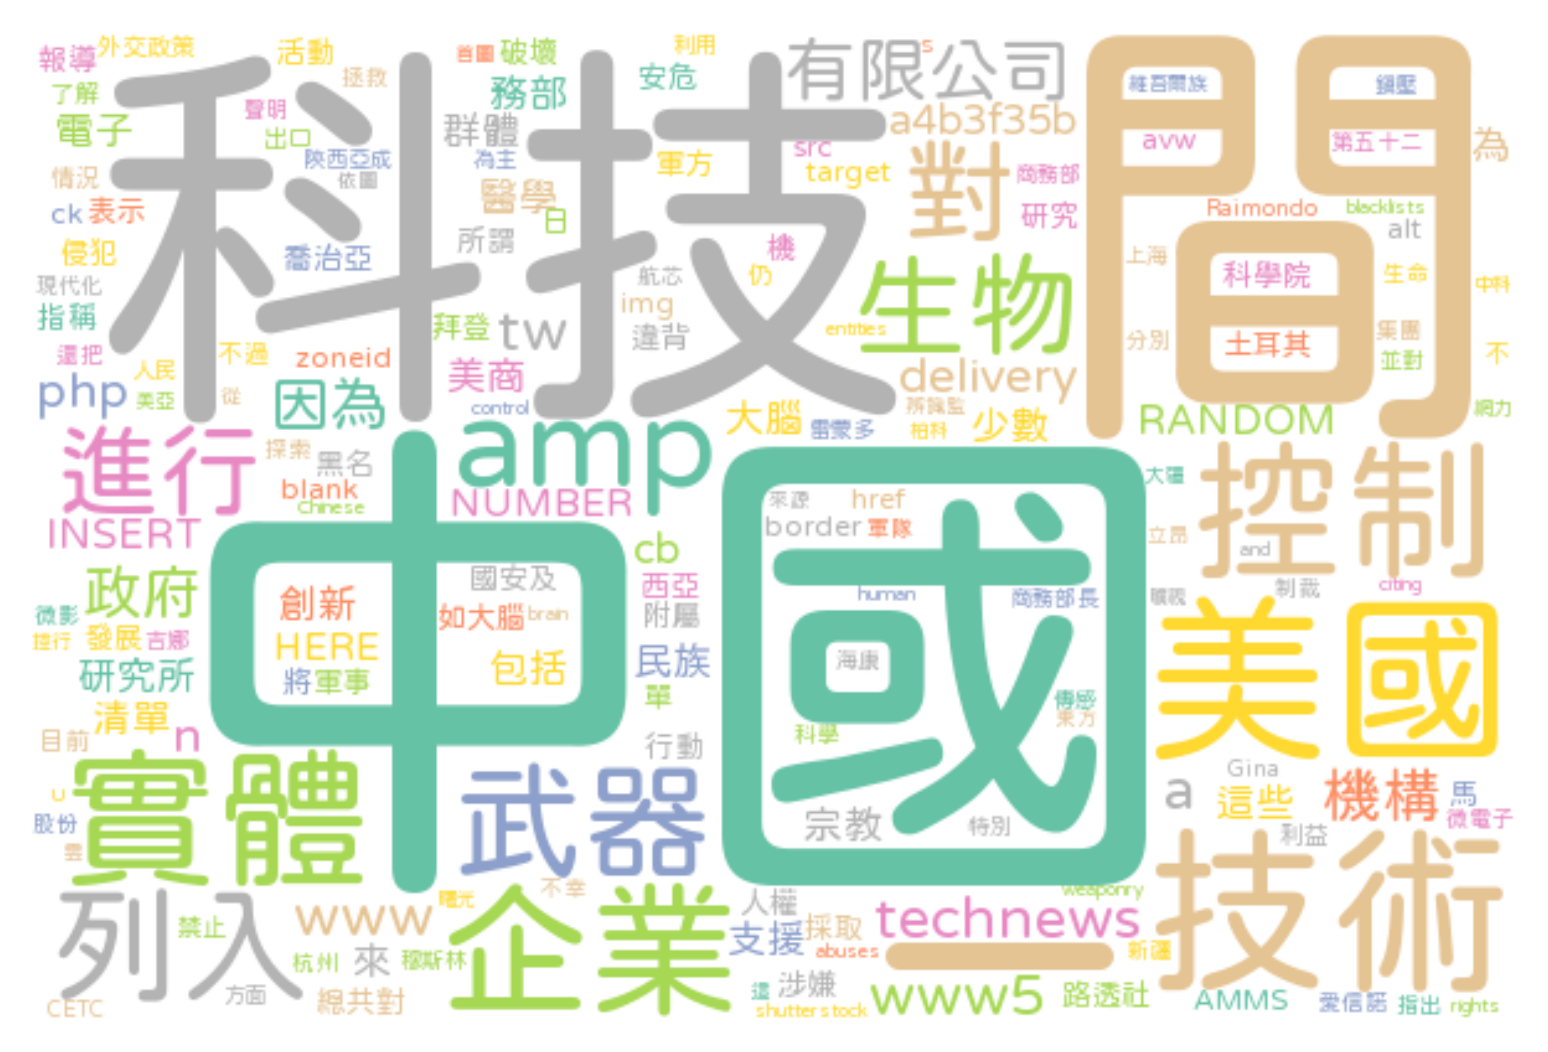 報導 外交政策 活動 首圖 破壞 利用 有限公司 s
了解 拯救 務部 安危 維吾爾族 鎮壓
電子 聲明 出口 群體 a4b3f35b avw 第五十二 為
科技 間
情況 陝西亞成 依圖 為主 軍方 src target 對 商務部
ck 表示 醫學 日 研究 Raimondo blacklists alt
侵犯 喬治亞 所謂 機 上海 科學院 生命 中科
現代化 航芯 仍 img 生物
指稱 拜登 tw 違背 entities 分別 土耳其 集團 並對 不
還把 人民 不過 zoneid 美商 delivery
php 美亞 從 因為 control 大腦 雷蒙多 辨識監 柏科 少數 RANDOM 網力
進行 探索 黑名 amp 大疆
blank Chinese NUMBER 來源 href 控制
INSERT 中國 border 軍隊 立昂 and
政府 國安及 cb 西亞 human 商務部長 曠視 制裁 citing
微影 創新 如大腦 brain 附屬 美國
控行 發展 吉娜 HERE 包括 民族 海康
研究所 將 軍事 單 傳感
清單 東方
目前 n 行動 科學 Gina
實體 武器 a 這些 機構 馬
u 股份 宗教 特別 利益 微電子
雲 技術
列入 不幸 人權 weaponry
www 曙光 企業 支援 採取 technews
禁止 杭州 來 穆斯林 abuses 一 新疆
方面 還 涉嫌 www5 路透社
CETC 總共對 shutterstock AMMS 愛信諾 指出 rights